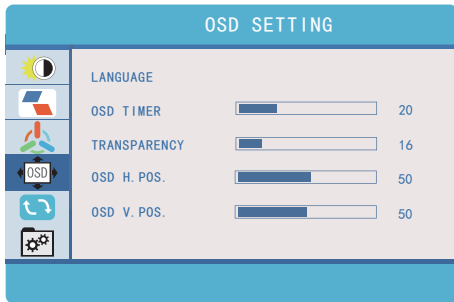 OSD SETTING
LANGUAGE
OSD TIMER 20
TRANSPARENCY 16
OSD
OSD H.POS. 50
OSD V.POS. 50